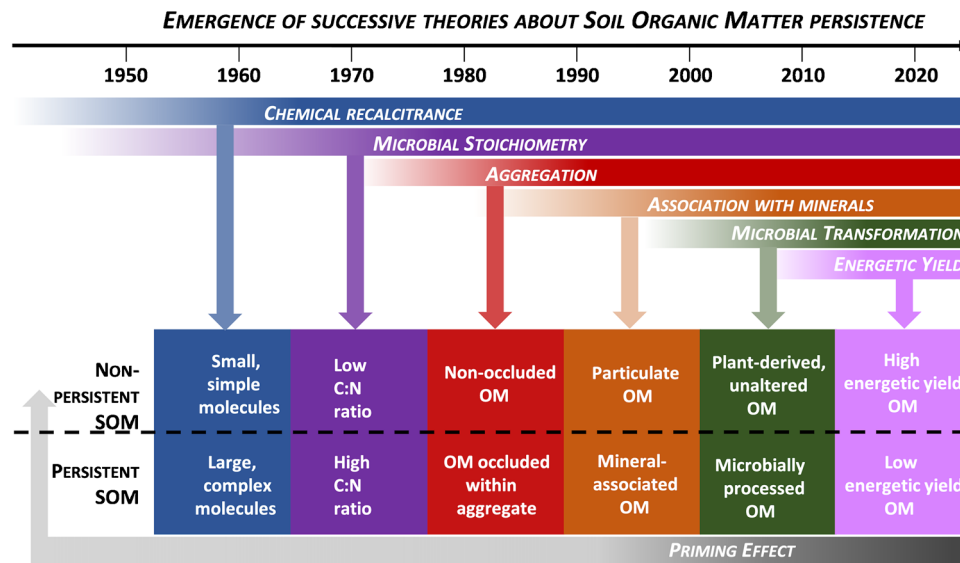 EMERGENCE OF SUCCESSIVE THEORIES ABOUT SOIL ORGANIC MATTER PERSISTENCE
1950 1960 1970 1980 1990 2000 2010 2020
CHEMICAL RECALCITRANCE
MICROBIAL STOICHIOMETRY
AGGREGATION
ASSOCIATION WITH MINERALS
MICROBIAL TRANSFORMATION
ENERGETIC YIELD
NON-
PERSISTENT
SOM
Small,
simple
molecules
Low
C:N
ratio
Non-occluded
OM
Particulate
OM
Plant-derived,
unaltered
OM
High
energetic yield
OM
PERSISTENT
SOM
Large,
complex
molecules
High
C:N
ratio
OM occluded
within
aggregate
Mineral-
associated
OM
Microbially
processed
OM
Low
energetic yield
OM
PRIMING EFFECT